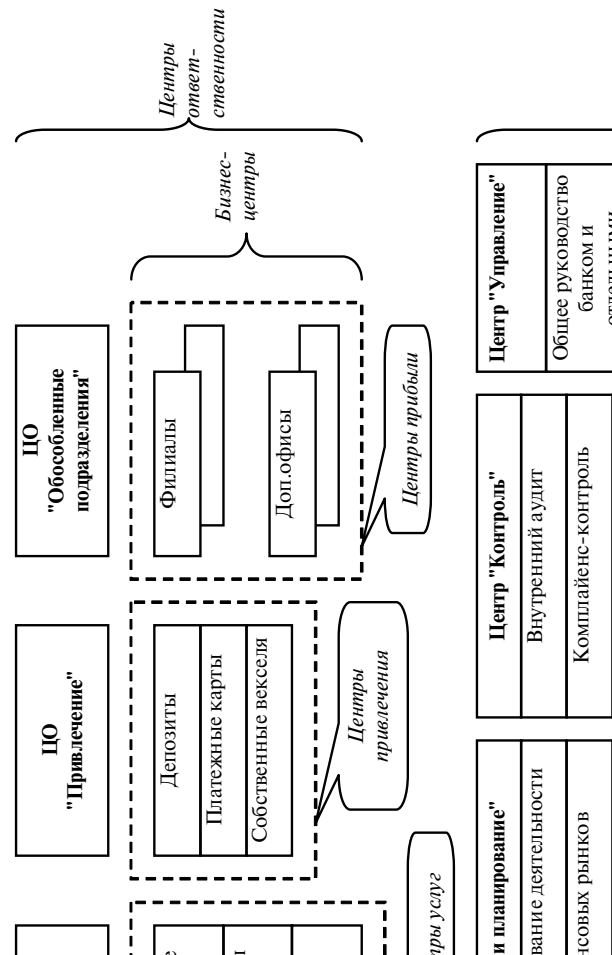 ЦО
"Привлечение"
ЦО
"Обособленные
подразделения"
Центры
ответ-
ственности
Депозиты
Платежные карты
Собственные векселя
Филиалы
Доп.офисы
Бизнес-
центры
Центры
привлечения
Центры прибыли
ры услуг
и планирование"
вание деятельности
нсовых рынков
Центр "Контроль"
Внутренний аудит
Комплайенс-контроль
Центр "Управление"
Общее руководство
банком и